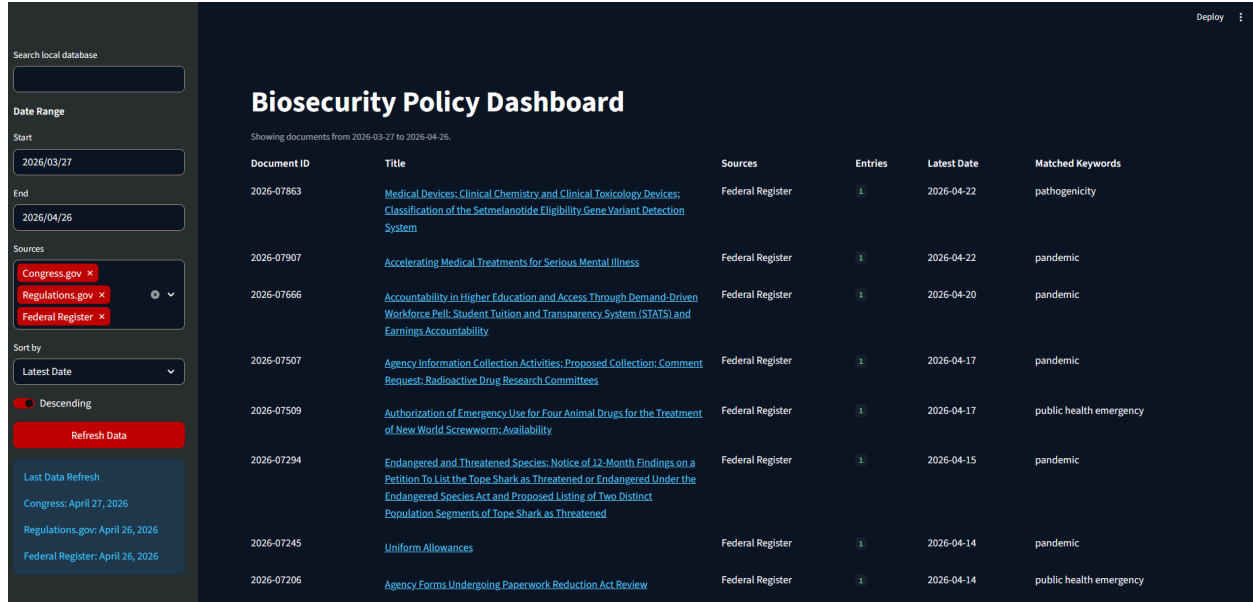 Deploy
Search local database
Date Range
Start
2026/03/27
End
2026/04/26
Sources
Congress.gov ×
Regulations.gov ×
Federal Register ×
Sort by
Latest Date
Descending
Refresh Data
Last Data Refresh
Congress: April 27, 2026
Regulations.gov: April 26, 2026
Federal Register: April 26, 2026
Biosecurity Policy Dashboard
Showing documents from 2026-03-27 to 2026-04-26.
Document ID Title Sources Entries Latest Date Matched Keywords
2026-07863 Medical Devices; Clinical Chemistry and Clinical Toxicology Devices; Federal Register 1 2026-04-22 pathogenicity
Classification of the Setmelanotide Eligibility Gene Variant Detection
System
2026-07907 Accelerating Medical Treatments for Serious Mental Illness Federal Register 1 2026-04-22 pandemic
2026-07666 Accountability in Higher Education and Access Through Demand-Driven Federal Register 1 2026-04-20 pandemic
Workforce Pell: Student Tuition and Transparency System (STATS) and
Earnings Accountability
2026-07507 Agency Information Collection Activities; Proposed Collection; Comment Federal Register 1 2026-04-17 pandemic
Request; Radioactive Drug Research Committees
2026-07509 Authorization of Emergency Use for Four Animal Drugs for the Treatment Federal Register 1 2026-04-17 public health emergency
of New World Screwworm; Availability
2026-07294 Endangered and Threatened Species; Notice of 12-Month Findings on a Federal Register 1 2026-04-15 pandemic
Petition To List the Tope Shark as Threatened or Endangered Under the
Endangered Species Act and Proposed Listing of Two Distinct
Population Segments of Tope Shark as Threatened
2026-07245 Uniform Allowances Federal Register 1 2026-04-14 pandemic
2026-07206 Agency Forms Undergoing Paperwork Reduction Act Review Federal Register 1 2026-04-14 public health emergency